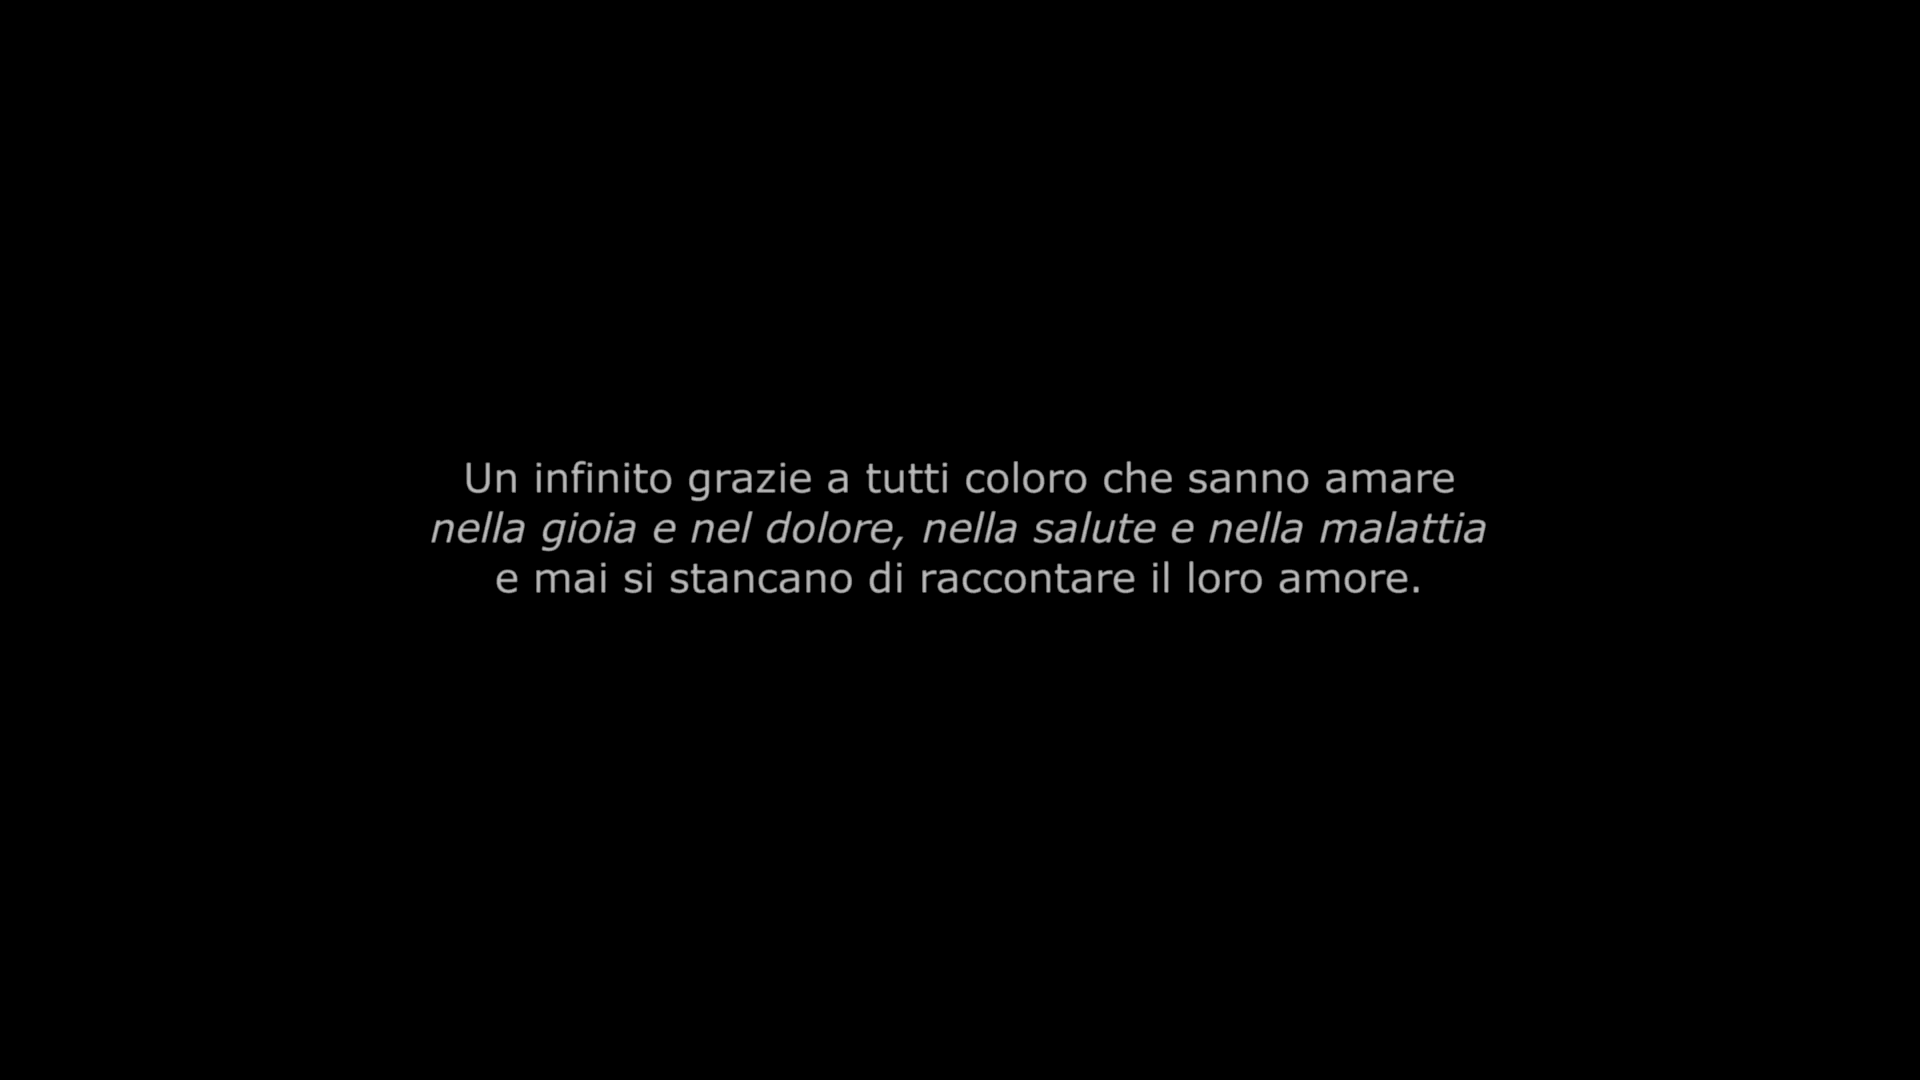 Un infinito grazie a tutti coloro che sanno amare
nella gioia e nel dolore, nella salute e nella malattia
e mai si stancano di raccontare il loro amore.